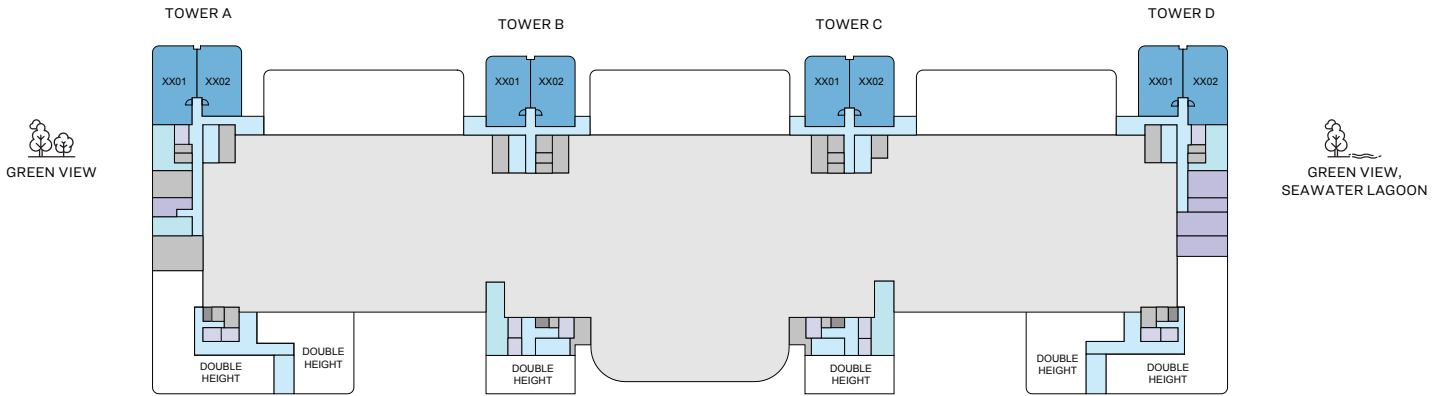 TOWER A
TOWER B
TOWER C
TOWER D
XX01
XX02
XX01
XX02
XX01
XX02
XX01
XX02
GREEN VIEW
GREEN VIEW,
SEAWATER LAGOON
DOUBLE
HEIGHT
DOUBLE
HEIGHT
DOUBLE
HEIGHT
DOUBLE
HEIGHT
DOUBLE
HEIGHT
DOUBLE
HEIGHT